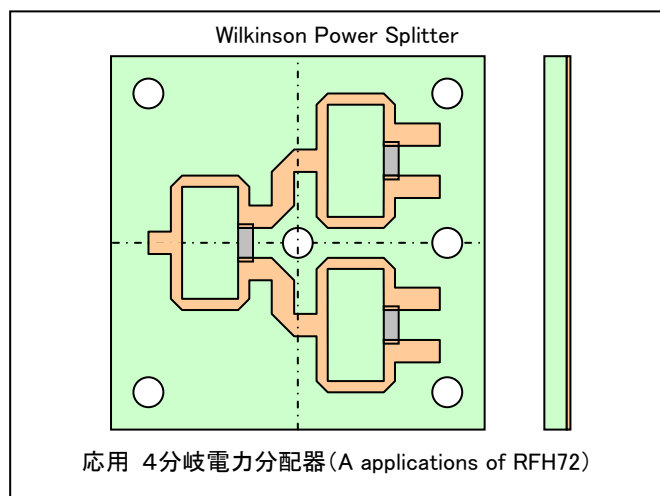 Wilkinson Power Splitter
応用 4分岐電力分配器(A applications of RFH72)